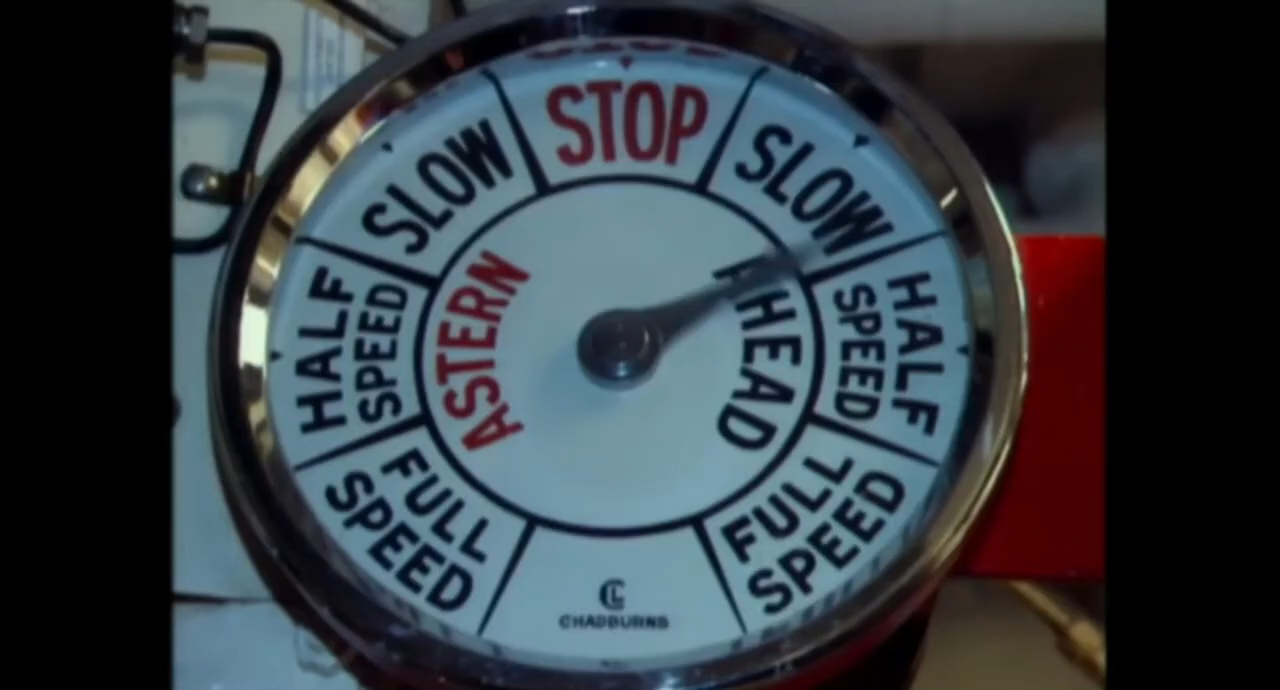 STOP
SLOW
HALF
SPEED
FULL
SPEED
CHADBURNS
FULL
SPEED
HALF
SPEED
SLOW
ASTERN
AHEAD